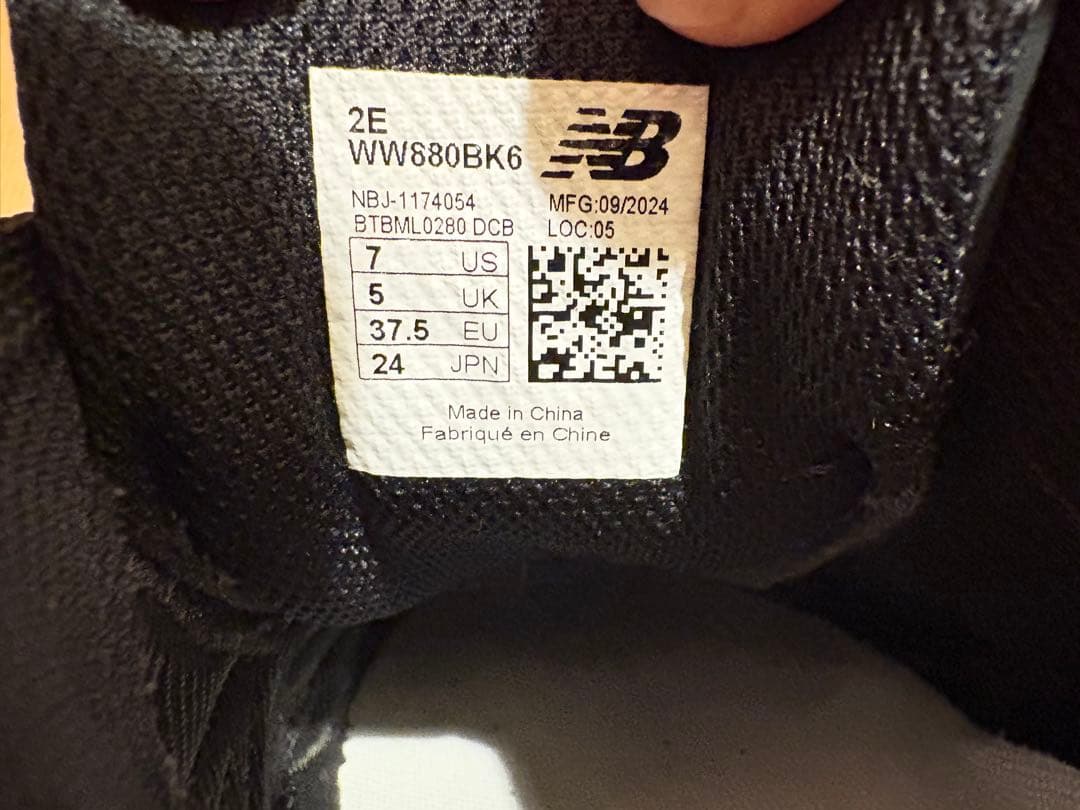 2E
WW880BK6
NB
NBJ-1174054 MFG:09/2024
BTBML0280 DCB LOC:05
7 US
5 UK
37.5 EU
24 JPN
Made in China
Fabriqué en Chine